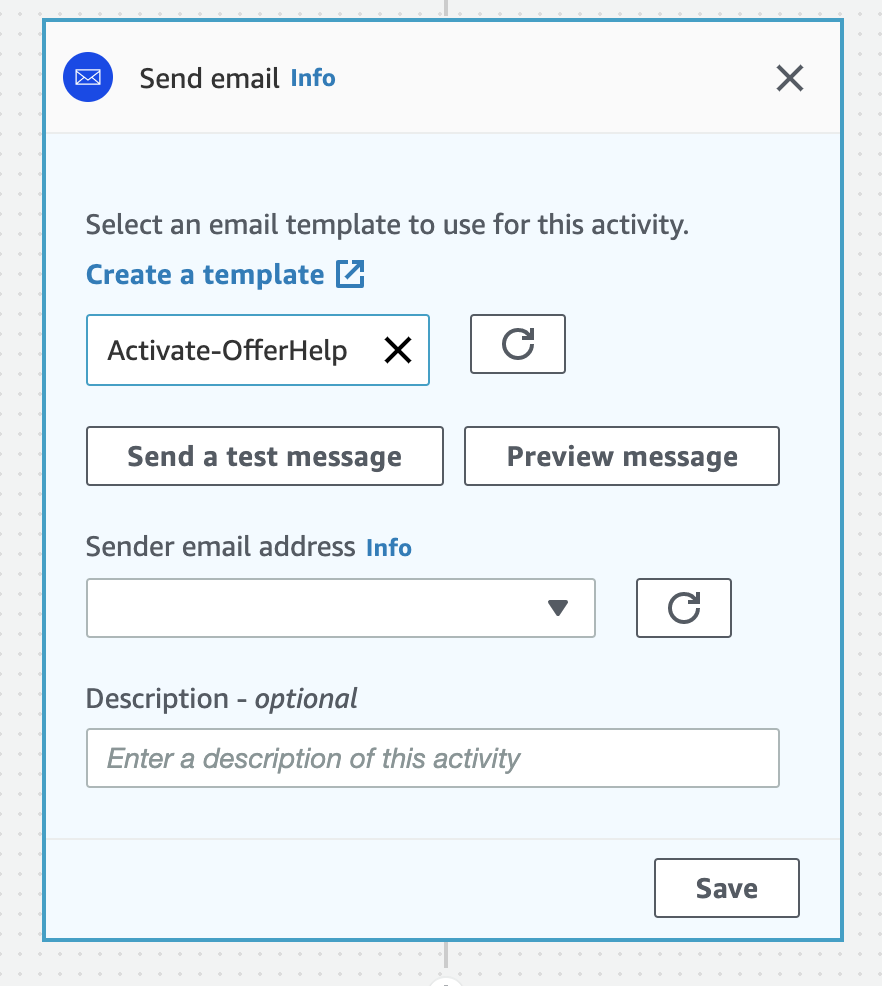 Send email Info
Select an email template to use for this activity.
Create a template
Activate-OfferHelp
Send a test message Preview message
Sender email address Info
Description - optional
Enter a description of this activity
Save